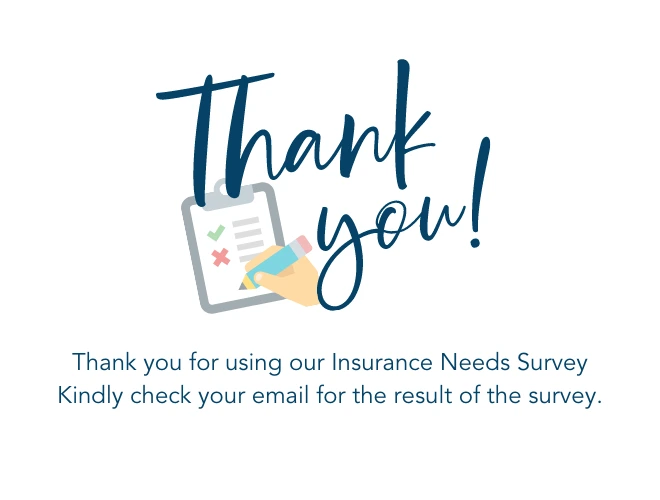 Thank
you!
Thank you for using our Insurance Needs Survey
Kindly check your email for the result of the survey.